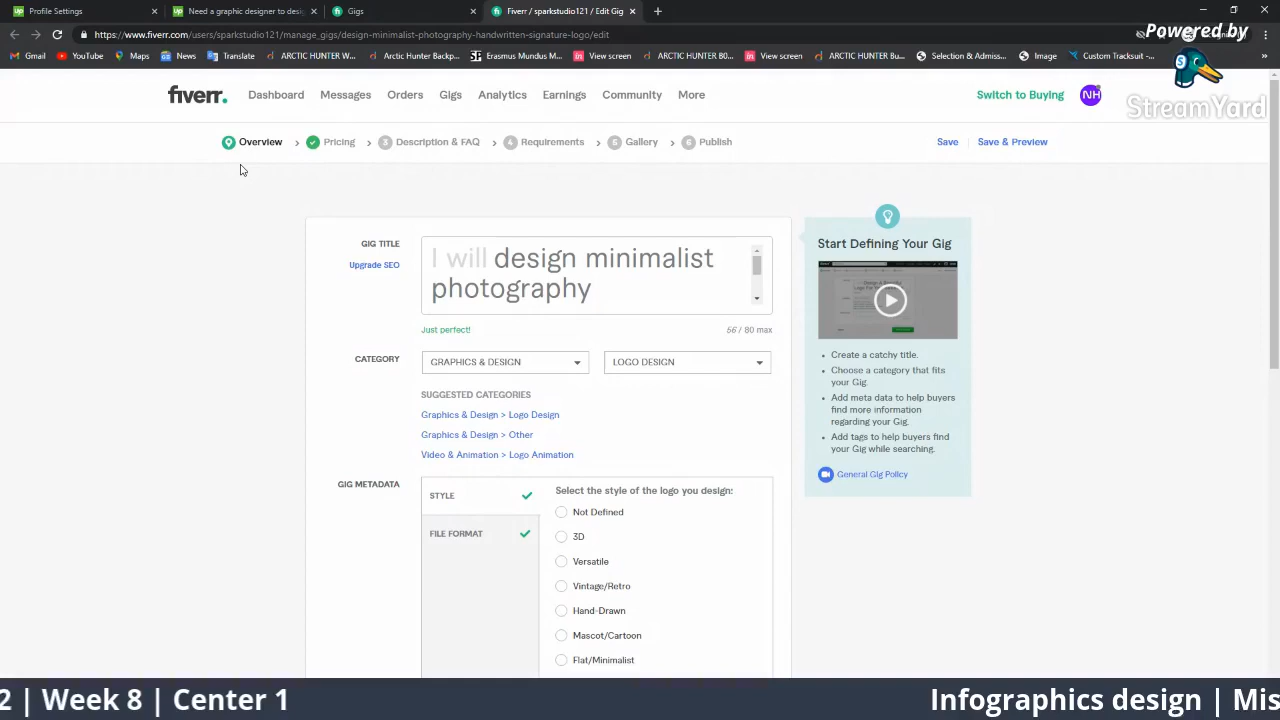 Profile Settings
Need a graphic designer to desi
Gigs
Fiverr / sparkstudio121 / Edit Gig
https://www.fiverr.com/users/sparkstudio121/manage_gigs/design-minimalist-photography-handwritten-signature-logo/edit
Powered by
StreamYard
Gmail
YouTube
Maps
News
Translate
ARCTIC HUNTER W...
Arctic Hunter Backp...
Erasmus Mundus M...
View screen
ARCTIC HUNTER B0...
View screen
ARCTIC HUNTER Bu...
Selection & Admiss...
Image
Custom Tracksuit -...
fiverr.
Dashboard
Messages
Orders
Gigs
Analytics
Earnings
Community
More
Switch to Buying
NH
Overview
Pricing
3 Description & FAQ
4 Requirements
5 Gallery
6 Publish
Save
Save & Preview
GIG TITLE
Upgrade SEO
I will design minimalist
photography
Just perfect!
56 / 80 max
CATEGORY
GRAPHICS & DESIGN
LOGO DESIGN
SUGGESTED CATEGORIES
Graphics & Design > Logo Design
Graphics & Design > Other
Video & Animation > Logo Animation
GIG METADATA
STYLE
FILE FORMAT
Select the style of the logo you design:
Not Defined
3D
Versatile
Vintage/Retro
Hand-Drawn
Mascot/Cartoon
Flat/Minimalist
Start Defining Your Gig
Create a catchy title.
Choose a category that fits
your Gig.
Add meta data to help buyers
find more information
regarding your Gig.
Add tags to help buyers find
your Gig while searching.
General Gig Policy
2 | Week 8 | Center 1
Infographics design | Mis